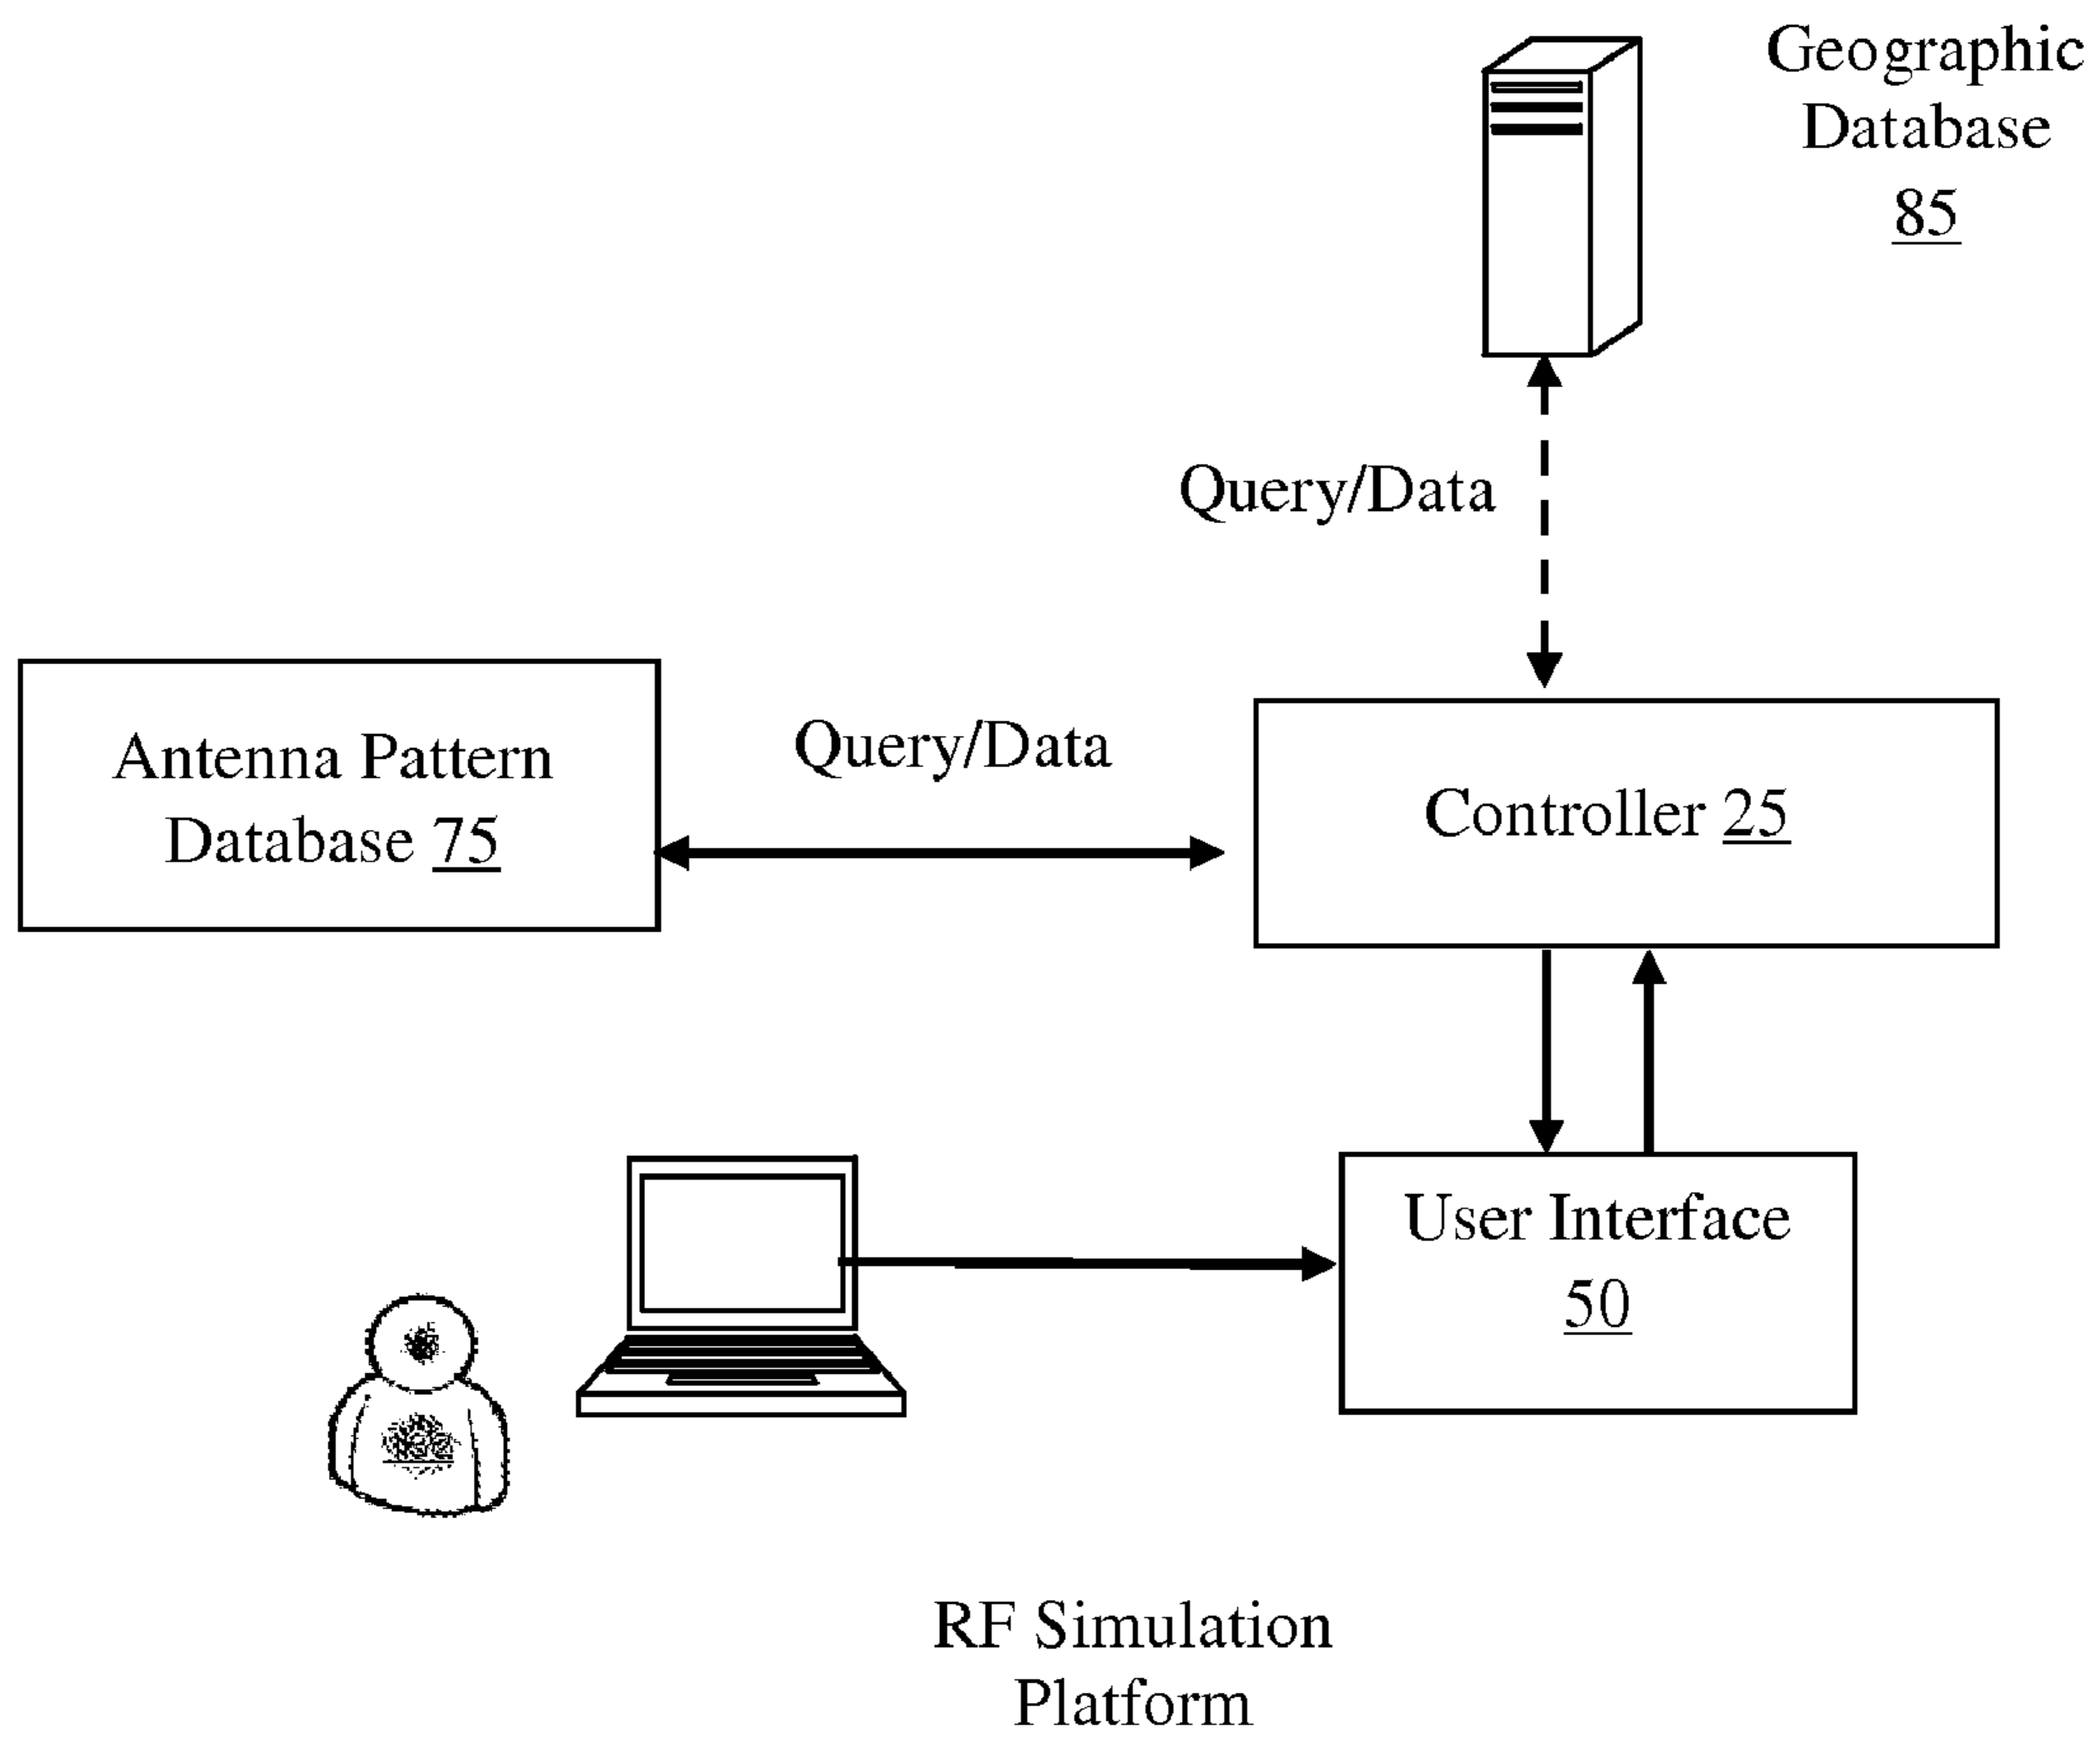 Geographic
Database
85
Query/Data
Antenna Pattern
Database 75
Query/Data
Controller 25
User Interface
50
RF Simulation
Platform